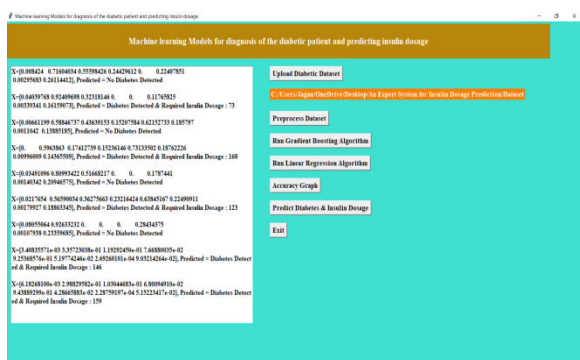 Machine learning Models for diagnosis of the diabetic patient and predicting insulin dosage
Machine learning Models for diagnosis of the diabetic patient and predicting insulin dosage
X=[0.008424 0.71604034 0.55598426 0.24429612 0. 0.22407851
0.00295683 0.26114412], Predicted = No Diabetes Detected
X=[0.04039768 0.92409698 0.32318146 0. 0. 0.11765825
0.00339341 0.16159073], Predicted = Diabetes Detected & Required Insulin Dosage : 73
X=[0.00661199 0.58846737 0.43639153 0.15207584 0.62152733 0.185797
0.0011042 0.13885185], Predicted = No Diabetes Detected
X=[0. 0.5963863 0.17412739 0.15236146 0.73133502 0.18762226
0.00996009 0.14365509], Predicted = Diabetes Detected & Required Insulin Dosage : 168
X=[0.03491096 0.80993422 0.51668217 0. 0. 0.1787441
0.00140342 0.20946575], Predicted = No Diabetes Detected
X=[0.0217654 0.56590034 0.36275663 0.23216424 0.63845167 0.22490911
0.00179927 0.18863345], Predicted = Diabetes Detected & Required Insulin Dosage : 123
X=[0.08055064 0.92633232 0. 0. 0. 0.28434375
0.00107938 0.23359685], Predicted = No Diabetes Detected
X=[3.40835571e-03 3.35723038e-01 1.19292450e-01 7.66880035e-02
9.25368576e-01 5.19774246e-02 2.69260101e-04 9.03214264e-02], Predicted = Diabetes Detect
ed & Required Insulin Dosage : 146
X=[6.18268100e-03 2.98829582e-01 1.03044683e-01 6.80094910e-02
9.43889299e-01 4.28665883e-02 2.28759197e-04 5.15223417e-02], Predicted = Diabetes Detect
ed & Required Insulin Dosage : 159
Upload Diabetic Dataset
C:/Users/Jagan/OneDrive/Desktop/An Expert System for Insulin Dosage Prediction/Dataset
Preprocess Dataset
Run Gradient Boosting Algorithm
Run Linear Regression Algorithm
Accuracy Graph
Predict Diabetes & Insulin Dosage
Exit